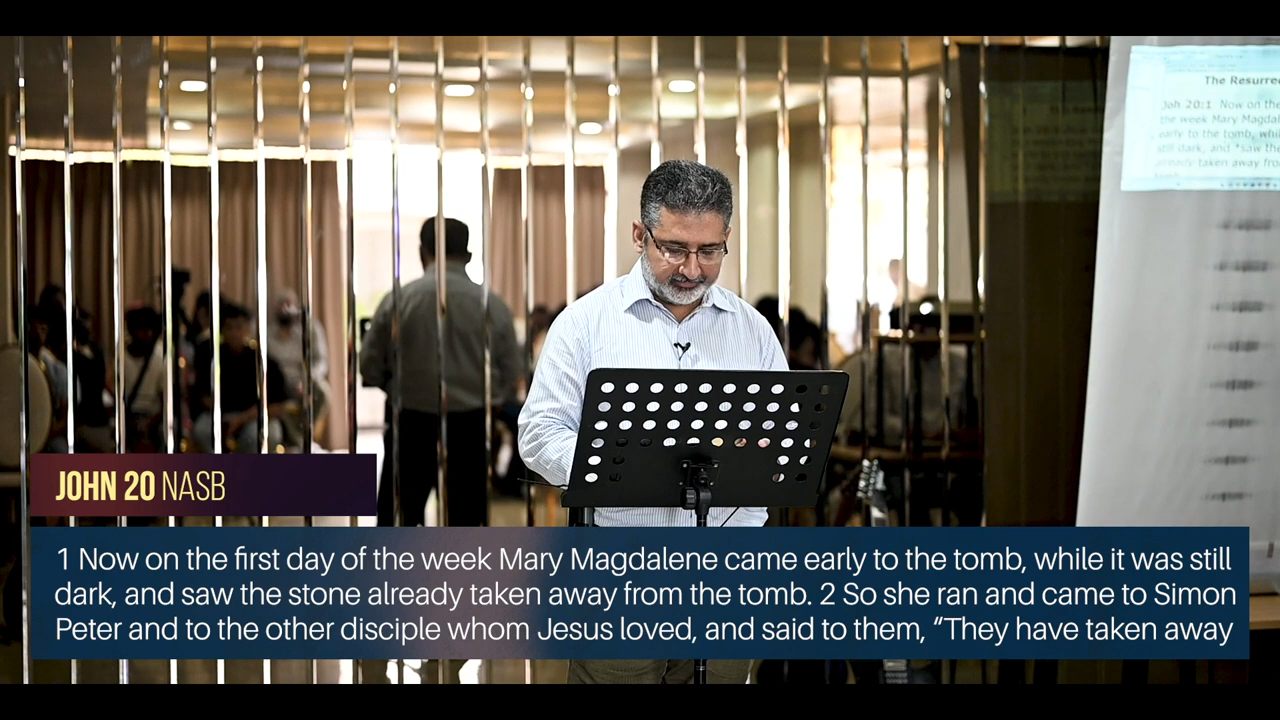 The Resurre
Joh 20:1 Now on the
the week Mary Magdal
early to the tomb, whi
still dark, and *saw the
already taken away fro
JOHN 20 NASB
1 Now on the first day of the week Mary Magdalene came early to the tomb, while it was still
dark, and saw the stone already taken away from the tomb. 2 So she ran and came to Simon
Peter and to the other disciple whom Jesus loved, and said to them, “They have taken away